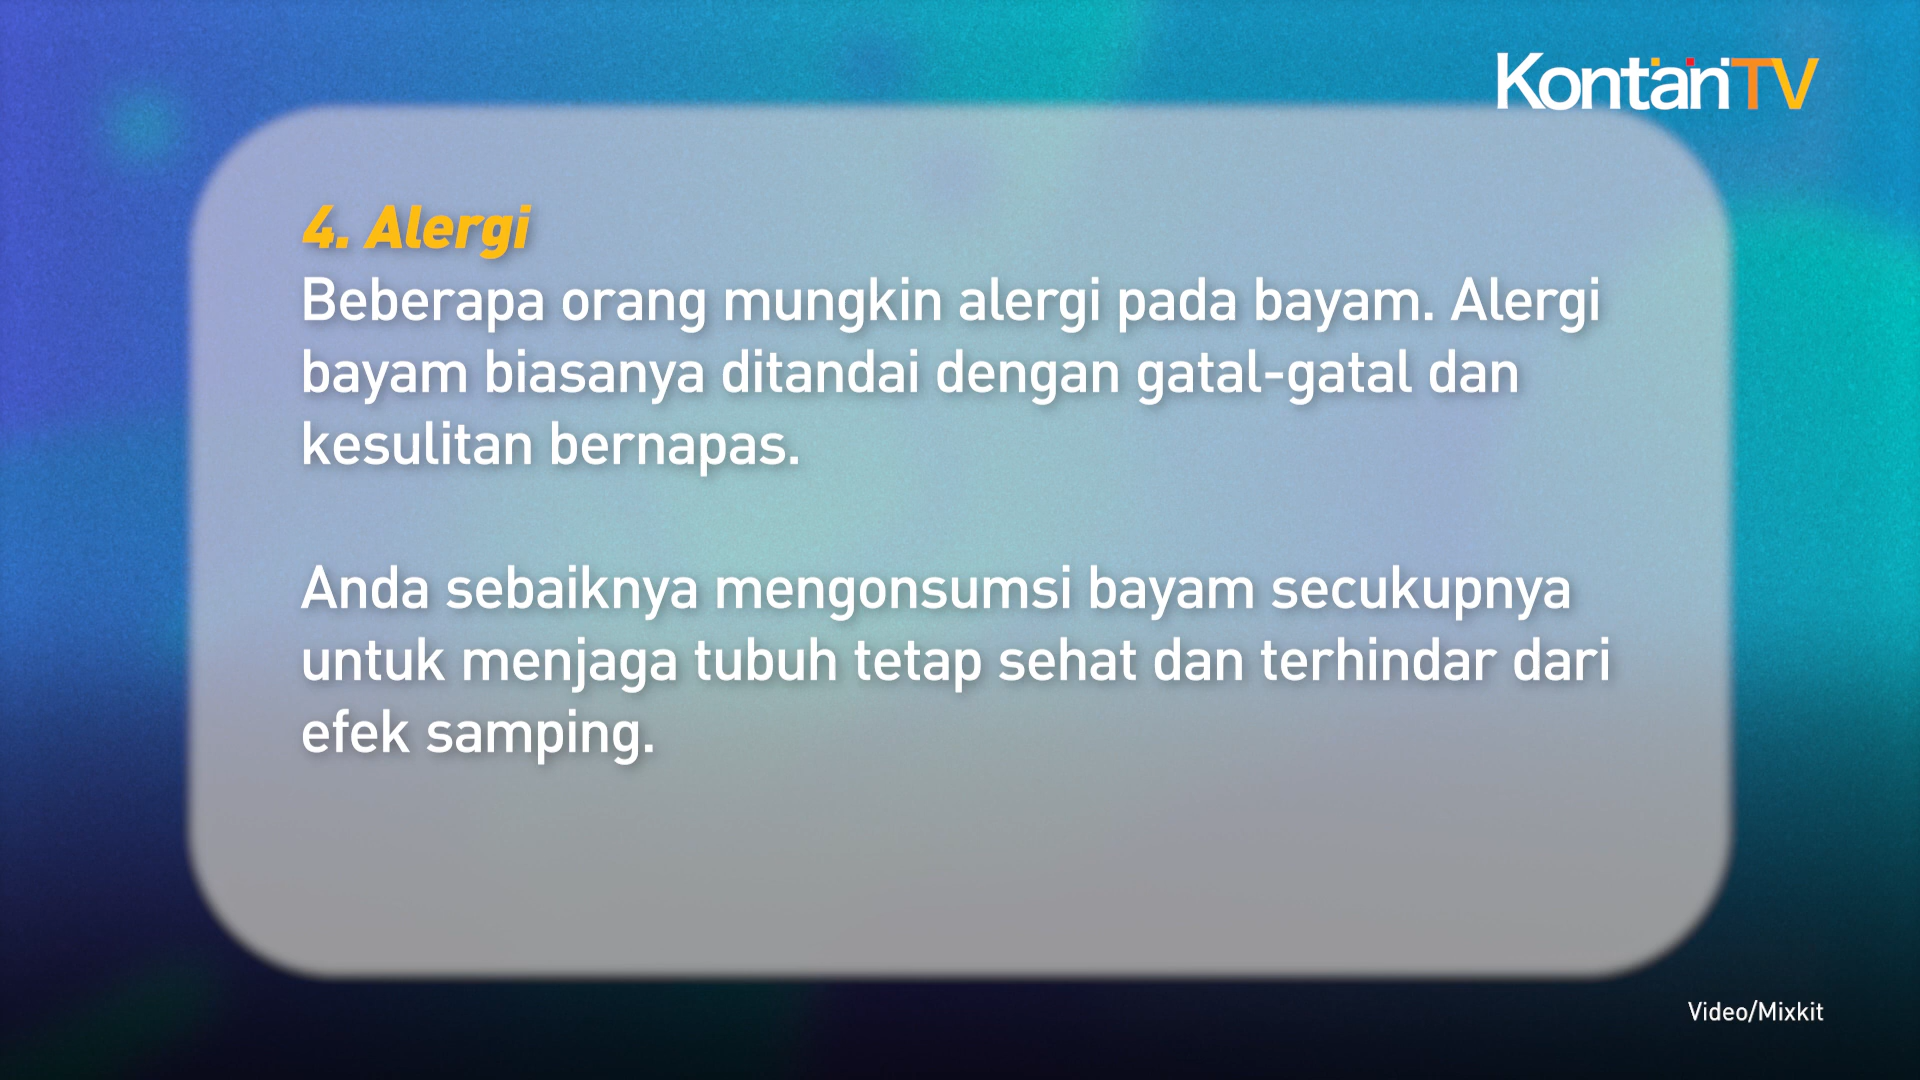 KontanTV
4. Alergi
Beberapa orang mungkin alergi pada bayam. Alergi
bayam biasanya ditandai dengan gatal-gatal dan
kesulitan bernapas.
Anda sebaiknya mengonsumsi bayam secukupnya
untuk menjaga tubuh tetap sehat dan terhindar dari
efek samping.
Video/Mixkit